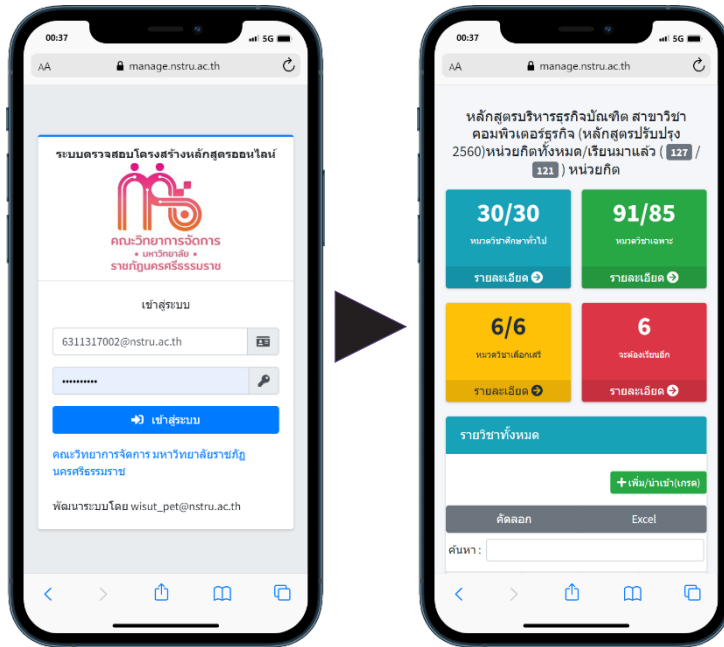 00:37
5G
AA manage.nstru.ac.th
ระบบตรวจสอบโครงสร้างหลักสูตรออนไลน์
คณะวิทยาการจัดการ
• มหาวิทยาลัย •
ราชภัฏนครศรีธรรมราช
เข้าสู่ระบบ
6311317002@nstru.ac.th
••••••••••
เข้าสู่ระบบ
คณะวิทยาการจัดการ มหาวิทยาลัยราชภัฏ
นครศรีธรรมราช
พัฒนาระบบโดย wisut_pet@nstru.ac.th
00:37
5G
AA manage.nstru.ac.th
หลักสูตรบริหารธุรกิจบัณฑิต สาขาวิชา
คอมพิวเตอร์ธุรกิจ (หลักสูตรปรับปรุง
2560)หน่วยกิตทั้งหมด/เรียนมาแล้ว ( 127 /
121 ) หน่วยกิต
30/30
หมวดวิชาศึกษาทั่วไป
รายละเอียด
91/85
หมวดวิชาเฉพาะ
รายละเอียด
6/6
หมวดวิชาเลือกเสรี
รายละเอียด
6
จะต้องเรียนอีก
รายละเอียด
รายวิชาทั้งหมด
+เพิ่ม/นำเข้า(เกรด)
คัดลอก Excel
ค้นหา :